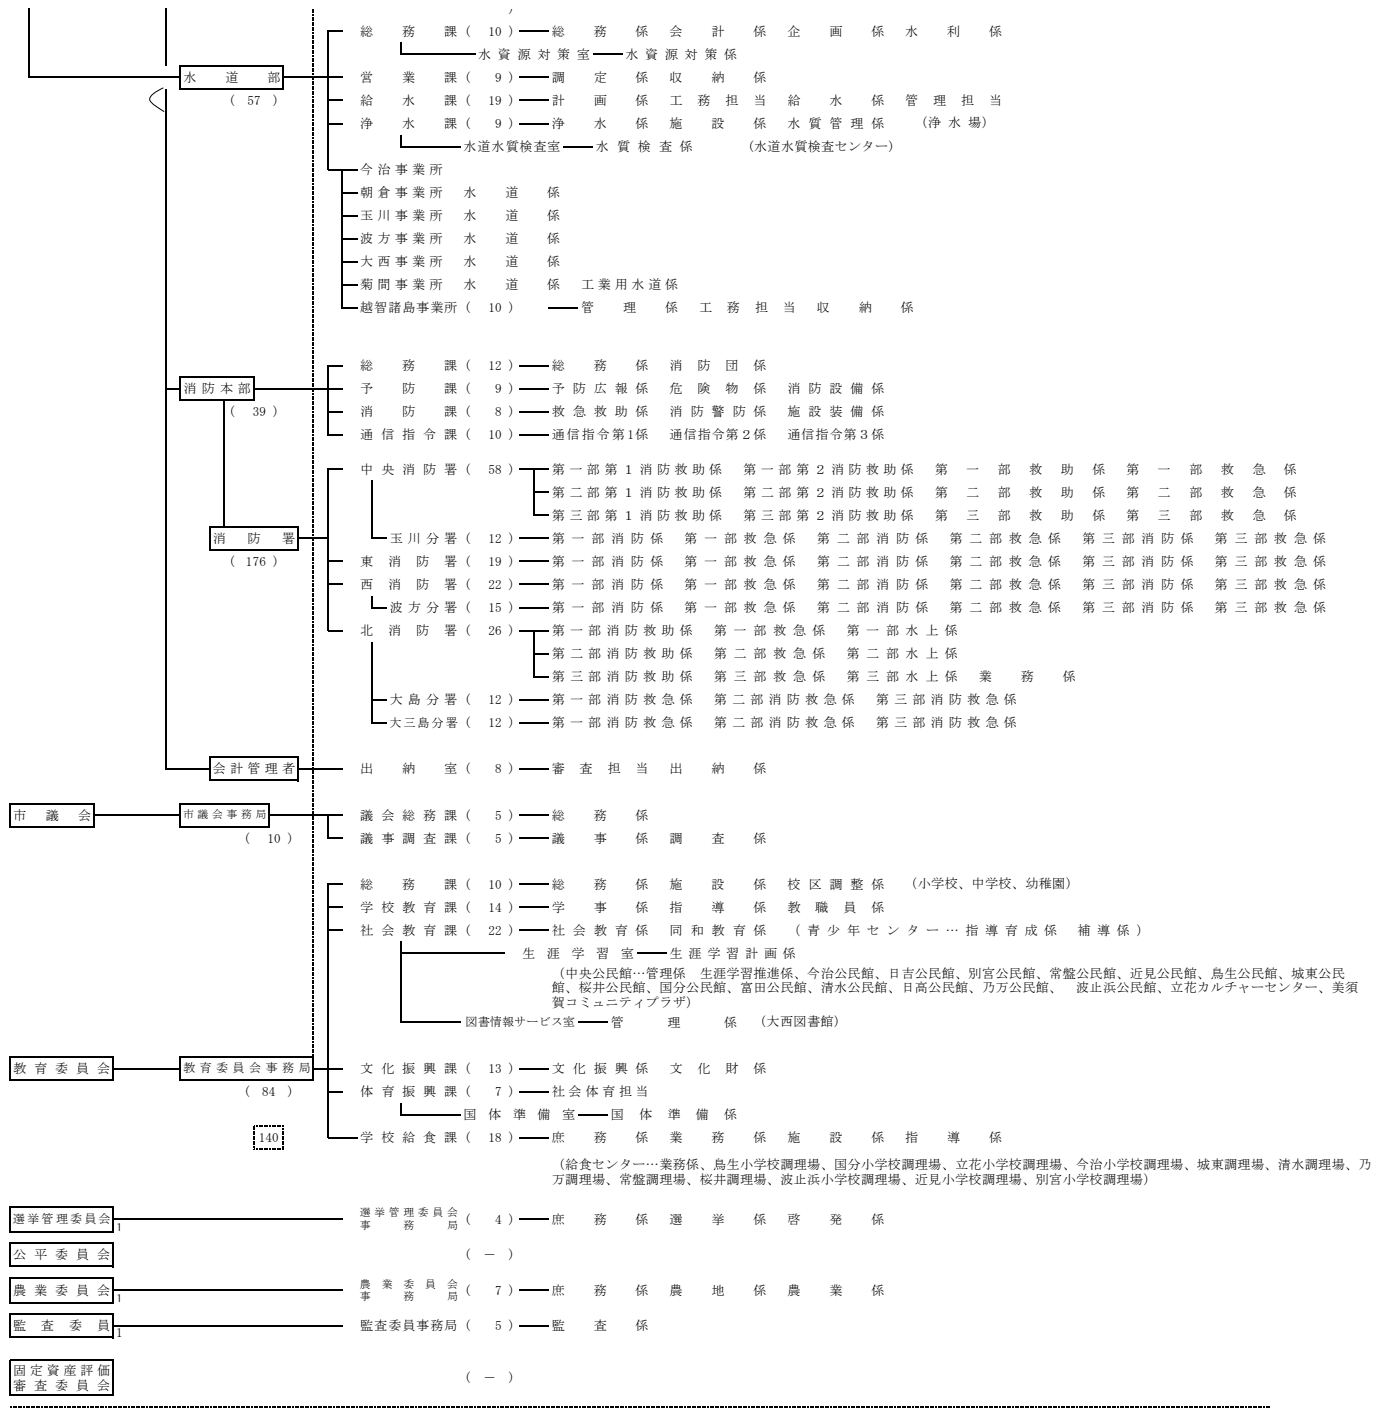 総務課( 10 ) 総務係 会計係 企画係 水利係
水資源対策室 水資源対策係
水道部 営業課( 9 ) 調定係 収納係
( 57 ) 給水課( 19 ) 計画係 工務担当 給水係 管理担当
浄水課( 9 ) 浄水係 施設係 水質管理係 (浄水場)
水道水質検査室 水質検査係 (水道水質検査センター)
今治事業所
朝倉事業所 水道係
玉川事業所 水道係
波方事業所 水道係
大西事業所 水道係
菊間事業所 水道係 工業用水道係
越智諸島事業所( 10 ) 管理係 工務担当 収納係
総務課( 12 ) 総務係 消防団係
消防本部 予防課( 9 ) 予防広報係 危険物係 消防設備係
( 39 ) 消防課( 8 ) 救急救助係 消防警防係 施設装備係
通信指令課( 10 ) 通信指令第1係 通信指令第2係 通信指令第3係
中央消防署( 58 ) 第一部第1消防救助係 第一部第2消防救助係 第一部救助係 第一部救急係
第二部第1消防救助係 第二部第2消防救助係 第二部救助係 第二部救急係
第三部第1消防救助係 第三部第2消防救助係 第三部救助係 第三部救急係
消防署 玉川分署( 12 ) 第一部消防係 第一部救急係 第二部消防係 第二部救急係 第三部消防係 第三部救急係
( 176 ) 東消防署( 19 ) 第一部消防係 第一部救急係 第二部消防係 第二部救急係 第三部消防係 第三部救急係
西消防署( 22 ) 第一部消防係 第一部救急係 第二部消防係 第二部救急係 第三部消防係 第三部救急係
波方分署( 15 ) 第一部消防係 第一部救急係 第二部消防係 第二部救急係 第三部消防係 第三部救急係
北消防署( 26 ) 第一部消防救助係 第一部救急係 第一部水上係
第二部消防救助係 第二部救急係 第二部水上係
第三部消防救助係 第三部救急係 第三部水上係 業務係
大島分署( 12 ) 第一部消防救急係 第二部消防救急係 第三部消防救急係
大三島分署( 12 ) 第一部消防救急係 第二部消防救急係 第三部消防救急係
会計管理者 出納室( 8 ) 審査担当 出納係
市議会 市議会事務局 議会総務課( 5 ) 総務係
( 10 ) 議事調査課( 5 ) 議事係 調査係
総務課( 10 ) 総務係 施設係 校区調整係 (小学校、中学校、幼稚園)
学校教育課( 14 ) 学事係 指導係 教職員係
社会教育課( 22 ) 社会教育係 同和教育係 (青少年センター…指導育成係 補導係)
生涯学習室 生涯学習計画係
(中央公民館…管理係 生涯学習推進係、今治公民館、日吉公民館、別宮公民館、常盤公民館、近見公民館、鳥生公民館、城東公民
館、桜井公民館、国分公民館、富田公民館、清水公民館、日高公民館、乃万公民館、 波止浜公民館、立花カルチャーセンター、美須
賀コミュニティプラザ)
図書情報サービス室 管理係 (大西図書館)
教育委員会 教育委員会事務局 文化振興課( 13 ) 文化振興係 文化財係
( 84 ) 体育振興課( 7 ) 社会体育担当
国体準備室 国体準備係
140 学校給食課( 18 ) 庶務係 業務係 施設係 指導係
(給食センター…業務係、鳥生小学校調理場、国分小学校調理場、立花小学校調理場、今治小学校調理場、城東調理場、清水調理場、乃
万調理場、常盤調理場、桜井調理場、波止浜小学校調理場、近見小学校調理場、別宮小学校調理場)
選挙管理委員会 1 選挙管理委員会
事務局 ( 4 ) 庶務係 選挙係 啓発係
公平委員会 ( － )
農業委員会 1 農業委員会
事務局 ( 7 ) 庶務係 農地係 農業係
監査委員 1 監査委員事務局( 5 ) 監査係
固定資産評価
審査委員会 ( － )